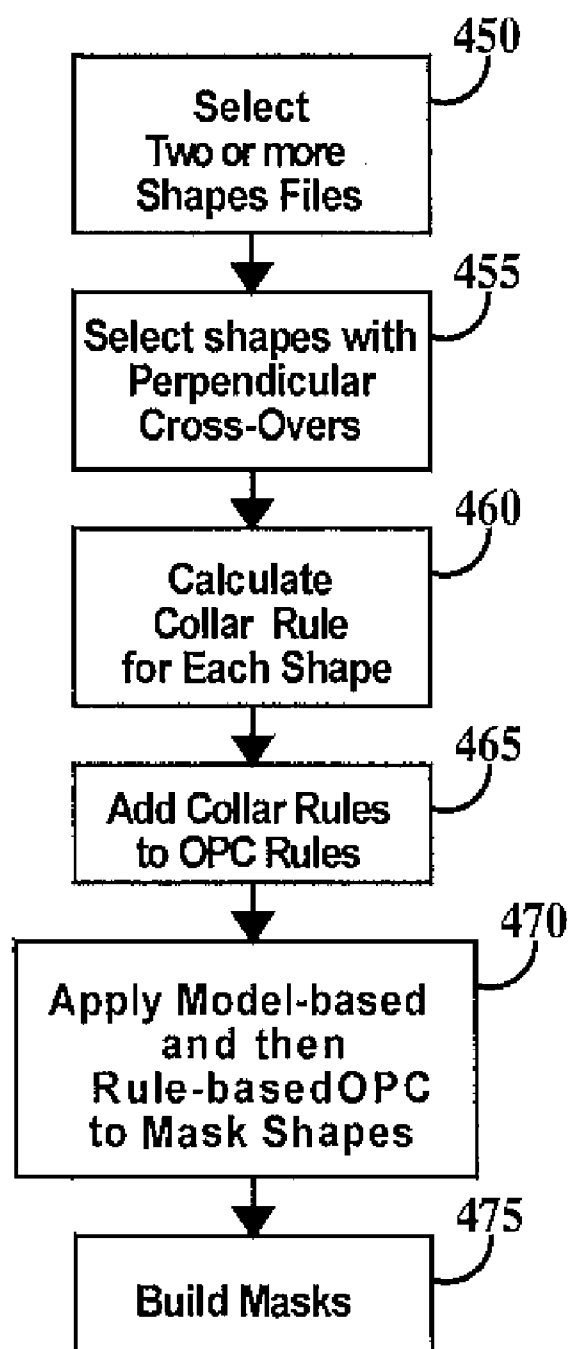 450
Select
Two or more
Shapes Files
455
Select shapes with
Perpendicular
Cross-Overs
460
Calculate
Collar Rule
for Each Shape
465
Add Collar Rules
to OPC Rules
470
Apply Model-based
and then
Rule-basedOPC
to Mask Shapes
475
Build Masks